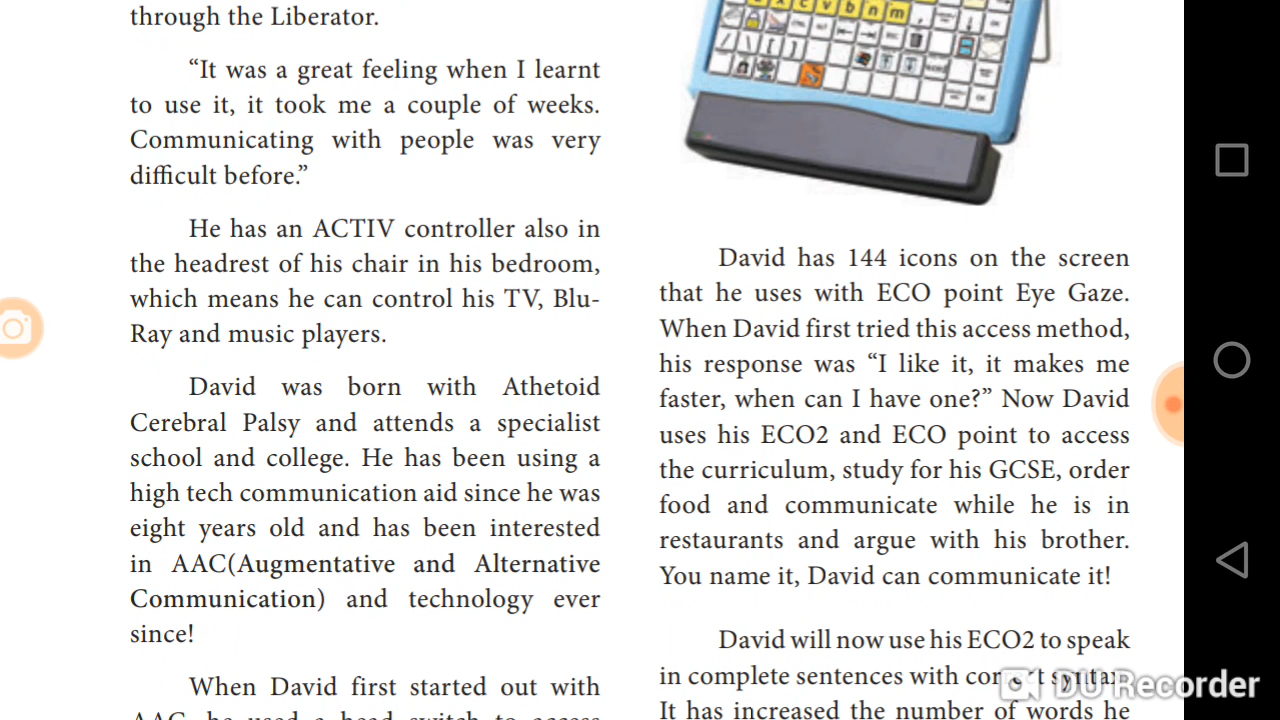 through the Liberator.
“It was a great feeling when I learnt
to use it, it took me a couple of weeks.
Communicating with people was very
difficult before.”
He has an ACTIV controller also in
the headrest of his chair in his bedroom,
which means he can control his TV, Blu-
Ray and music players.
David was born with Athetoid
Cerebral Palsy and attends a specialist
school and college. He has been using a
high tech communication aid since he was
eight years old and has been interested
in AAC(Augmentative and Alternative
Communication) and technology ever
since!
When David first started out with
AAC, he used a head switch to access
c v b n m
David has 144 icons on the screen
that he uses with ECO point Eye Gaze.
When David first tried this access method,
his response was “I like it, it makes me
faster, when can I have one?” Now David
uses his ECO2 and ECO point to access
the curriculum, study for his GCSE, order
food and communicate while he is in
restaurants and argue with his brother.
You name it, David can communicate it!
David will now use his ECO2 to speak
in complete sentences with correct syntax.
It has increased the number of words he
DU Recorder